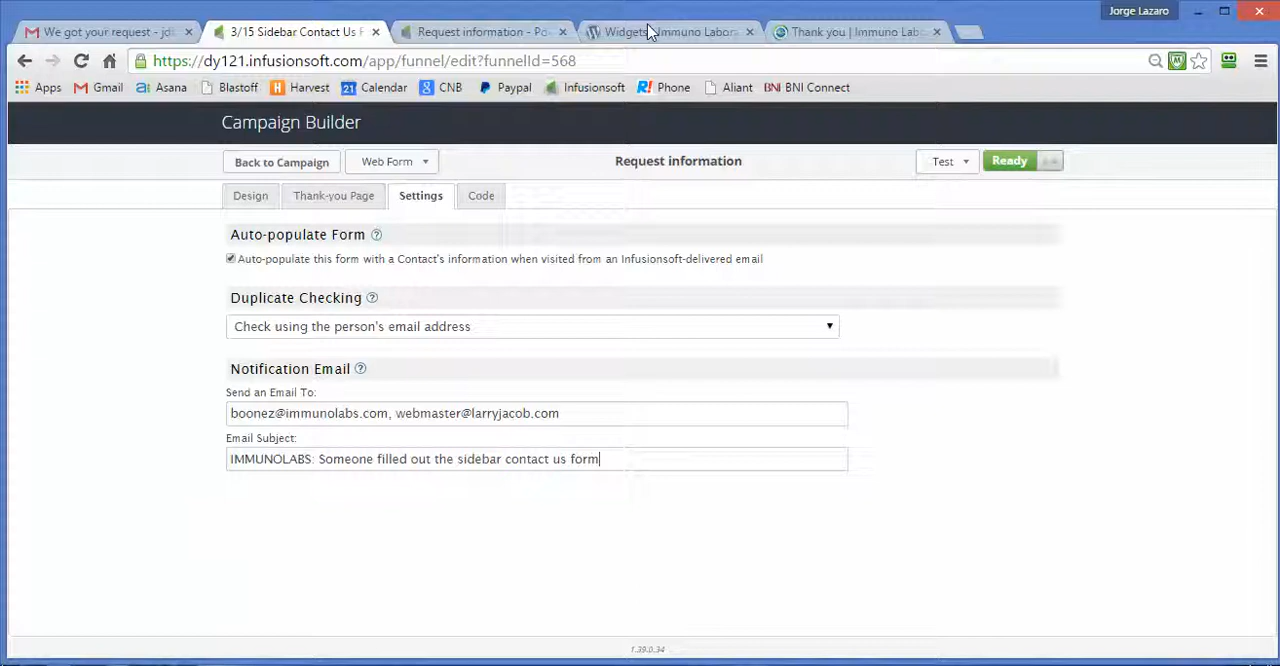 Jorge Lazaro
We got your request - jdl
3/15 Sidebar Contact Us F
Request information - Po
Widgets Immuno Labor
Thank you | Immuno Lab
https://dy121.infusionsoft.com/app/funnel/edit?funnelId=568
Apps Gmail Asana Blastoff Harvest Calendar CNB Paypal Infusionsoft Phone Aliant BNI Connect
Campaign Builder
Back to Campaign
Web Form
Request information
Test
Ready
Design Thank-you Page Settings Code
Auto-populate Form ?
Auto-populate this form with a Contact's information when visited from an Infusionsoft-delivered email
Duplicate Checking ?
Check using the person's email address
Notification Email ?
Send an Email To:
boonez@immunolabs.com, webmaster@larryjacob.com
Email Subject:
IMMUNOLABS: Someone filled out the sidebar contact us form
1.39.0.34